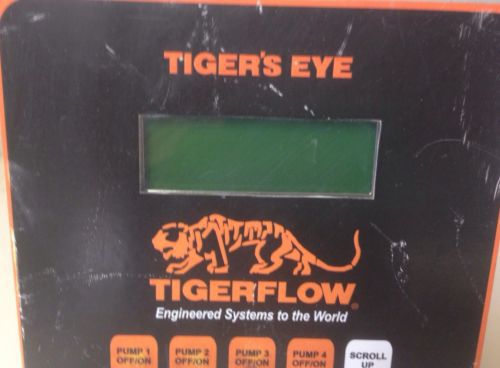 TIGER'S EYE
TIGERFLOW®
Engineered Systems to the World
PUMP 1 PUMP 2 PUMP 3 PUMP 4 SCROLL
OFF/ON OFF/ON OFF/ON OFF/ON UP